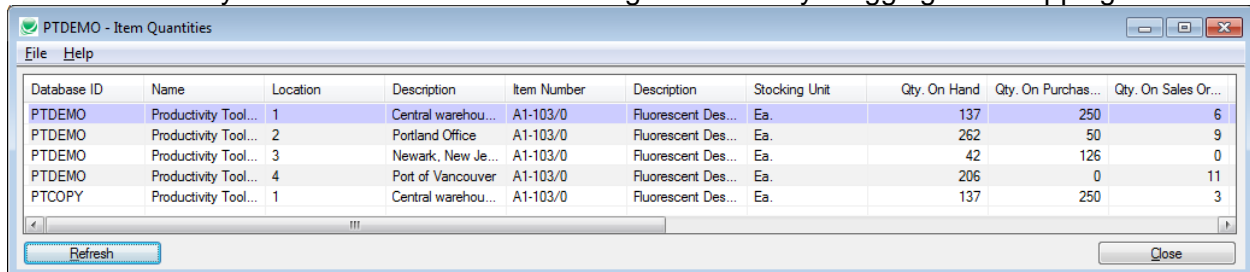 PTDEMO - Item Quantities
File Help
Database ID Name Location Description Item Number Description Stocking Unit Qty. On Hand Qty. On Purchas... Qty. On Sales Or...
PTDEMO Productivity Tool... 1 Central warehou... A1-103/0 Fluorescent Des... Ea. 137 250 6
PTDEMO Productivity Tool... 2 Portland Office A1-103/0 Fluorescent Des... Ea. 262 50 9
PTDEMO Productivity Tool... 3 Newark, New Je... A1-103/0 Fluorescent Des... Ea. 42 126 0
PTDEMO Productivity Tool... 4 Port of Vancouver A1-103/0 Fluorescent Des... Ea. 206 0 11
PTCOPY Productivity Tool... 1 Central warehou... A1-103/0 Fluorescent Des... Ea. 137 250 3
Refresh Close